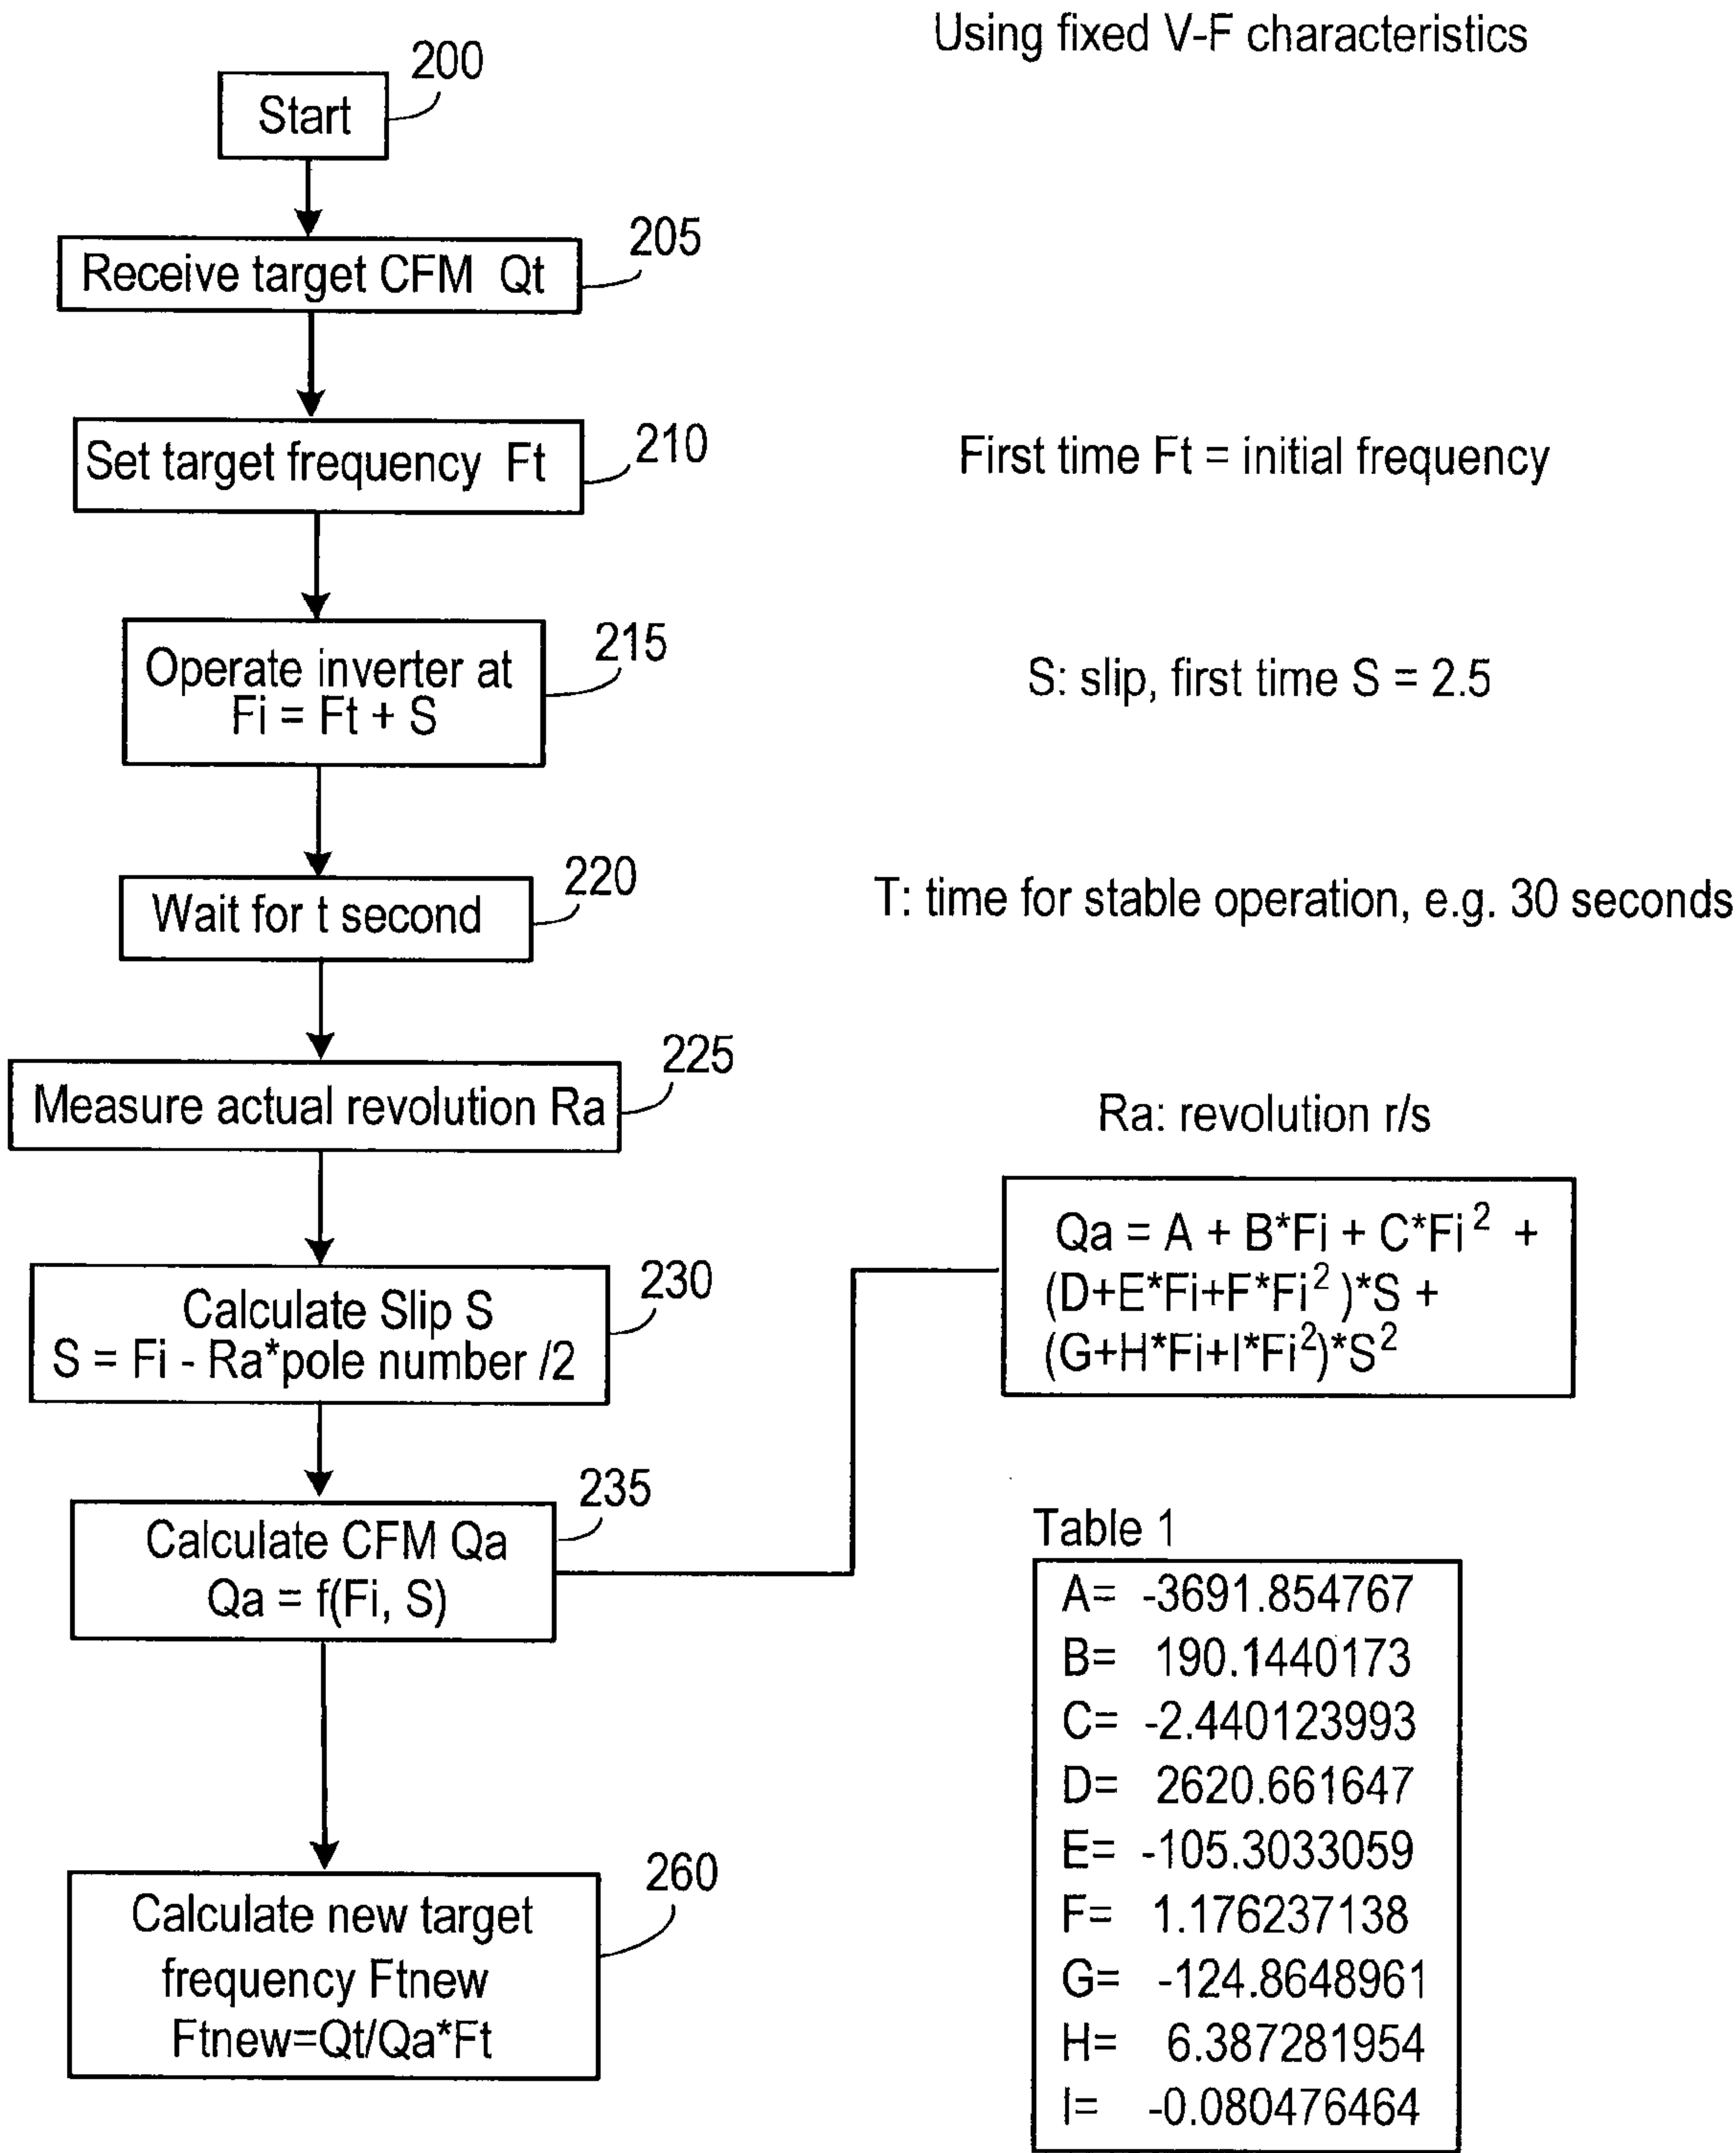 Using fixed V-F characteristics
200
Start
205
Receive target CFM Qt
210
Set target frequency Ft
First time Ft = initial frequency
215
Operate inverter at
Fi = Ft + S
S: slip, first time S = 2.5
220
Wait for t second
T: time for stable operation, e.g. 30 seconds
225
Measure actual revolution Ra
Ra: revolution r/s
230
Calculate Slip S
S = Fi - Ra*pole number /2
Qa = A + B*Fi + C*Fi² +
(D+E*Fi+F*Fi²)*S +
(G+H*Fi+I*Fi²)*S²
235
Calculate CFM Qa
Qa = f(Fi, S)
260
Calculate new target
frequency Ftnew
Ftnew=Qt/Qa*Ft
Table 1
A= -3691.854767
B= 190.1440173
C= -2.440123993
D= 2620.661647
E= -105.3033059
F= 1.176237138
G= -124.8648961
H= 6.387281954
I= -0.080476464